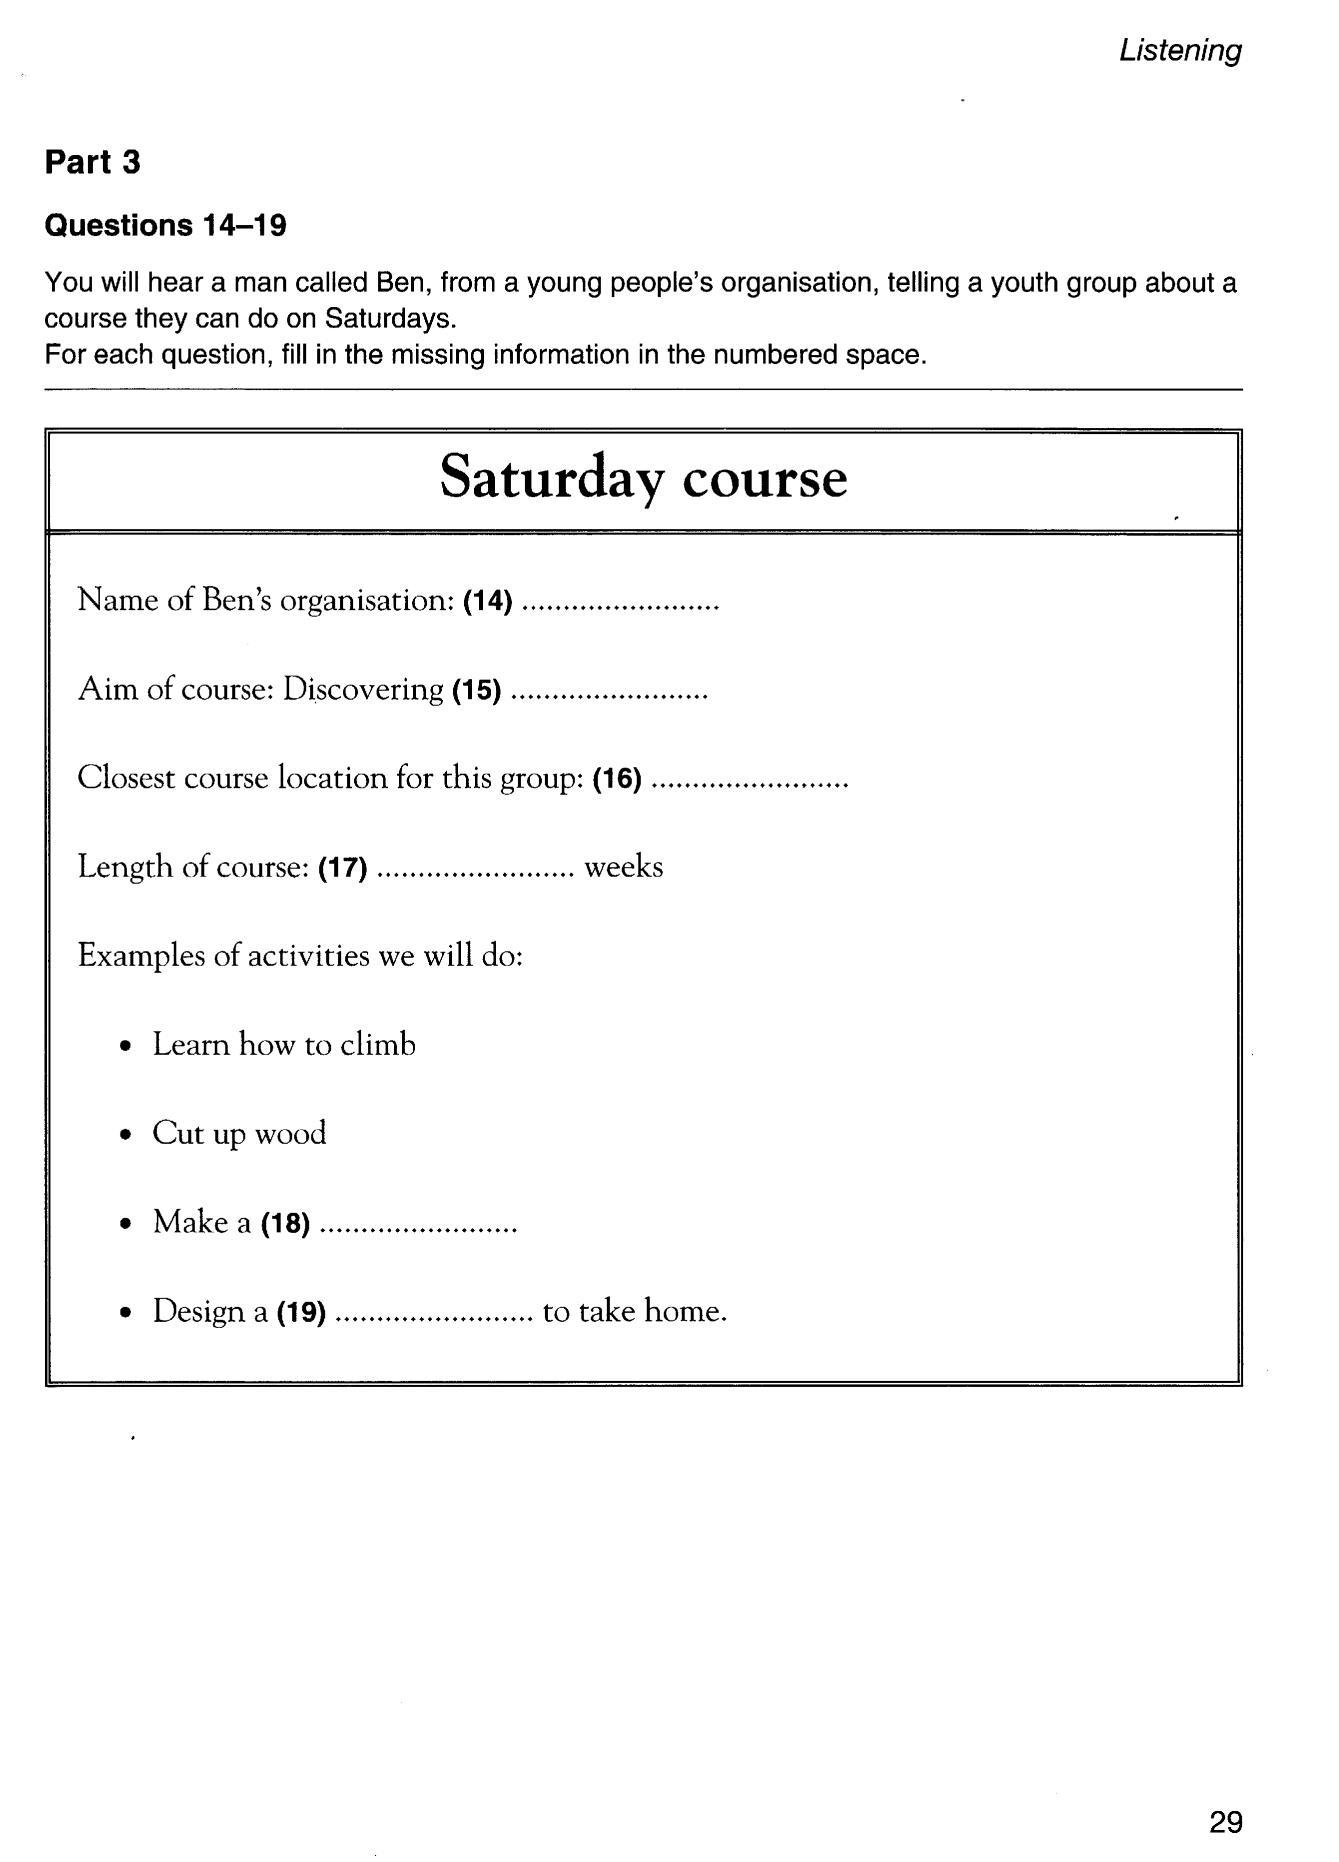 Listening
Part 3
Questions 14–19
You will hear a man called Ben, from a young people's organisation, telling a youth group about a
course they can do on Saturdays.
For each question, fill in the missing information in the numbered space.
Saturday course
Name of Ben's organisation: (14) ........................
Aim of course: Discovering (15) ........................
Closest course location for this group: (16) ........................
Length of course: (17) ........................ weeks
Examples of activities we will do:
• Learn how to climb
• Cut up wood
• Make a (18) ........................
• Design a (19) ........................ to take home.
29